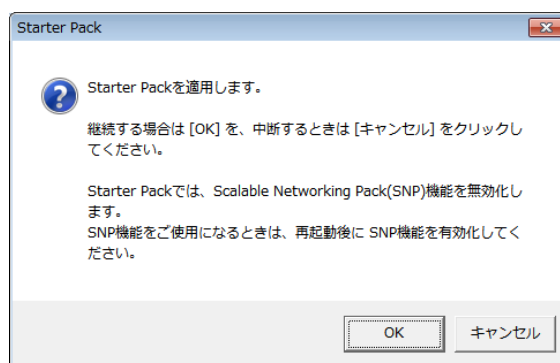 Starter Pack
Starter Packを適用します。
継続する場合は [OK] を、中断するときは [キャンセル] をクリックし
てください。
Starter Packでは、Scalable Networking Pack(SNP)機能を無効化し
ます。
SNP機能をご使用になるときは、再起動後に SNP機能を有効化してく
ださい。
OK
キャンセル